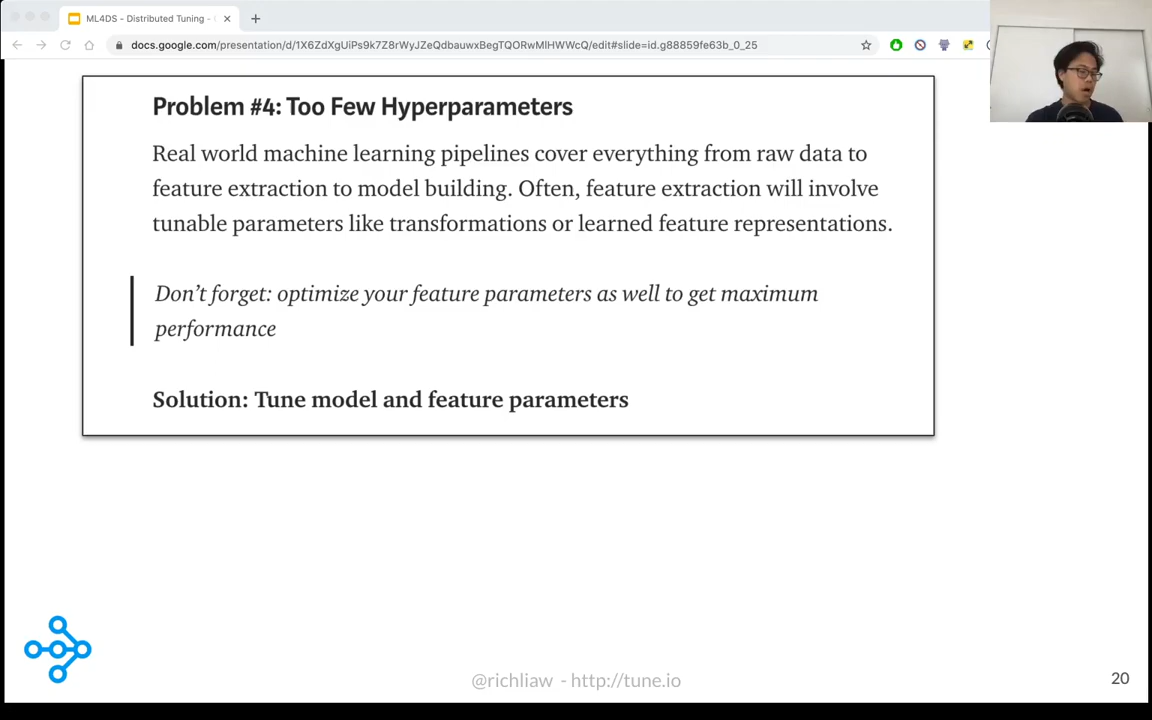 ML4DS - Distributed Tuning -
docs.google.com/presentation/d/1X6ZdXgUiPs9k7Z8rWyJZeQdbauwxBegTQORwMlHWWcQ/edit#slide=id.g88859fe63b_0_25
Problem #4: Too Few Hyperparameters
Real world machine learning pipelines cover everything from raw data to
feature extraction to model building. Often, feature extraction will involve
tunable parameters like transformations or learned feature representations.
Don't forget: optimize your feature parameters as well to get maximum
performance
Solution: Tune model and feature parameters
@richliaw - http://tune.io
20